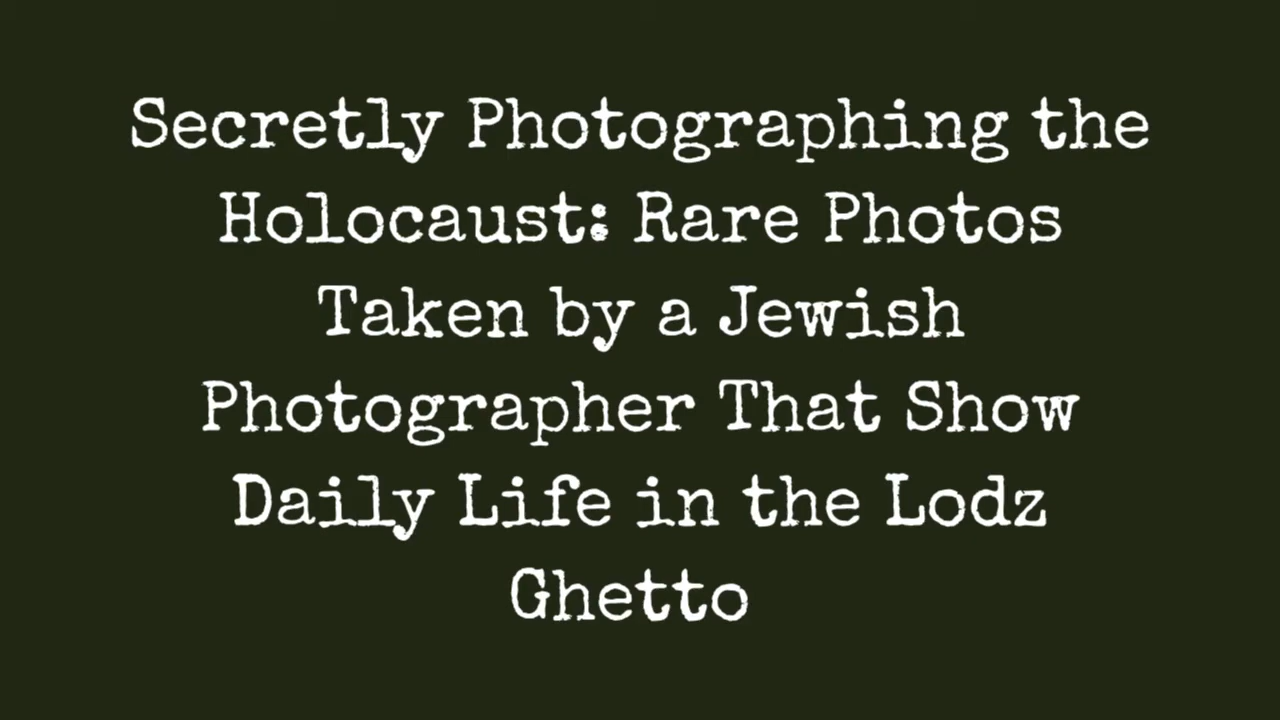 Secretly Photographing the
Holocaust: Rare Photos
Taken by a Jewish
Photographer That Show
Daily Life in the Lodz
Ghetto